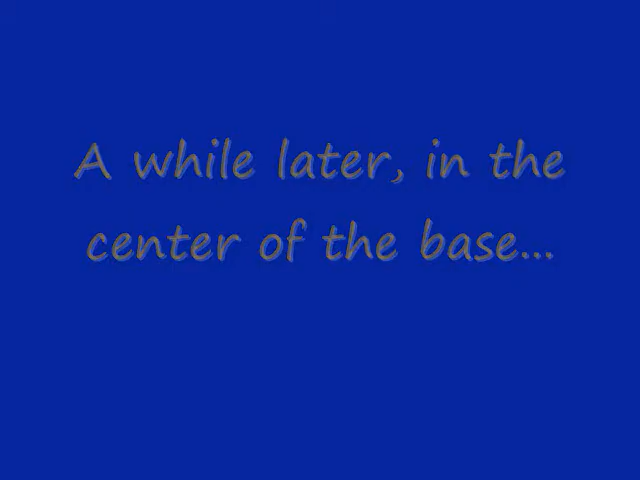 A while later, in the
center of the base...